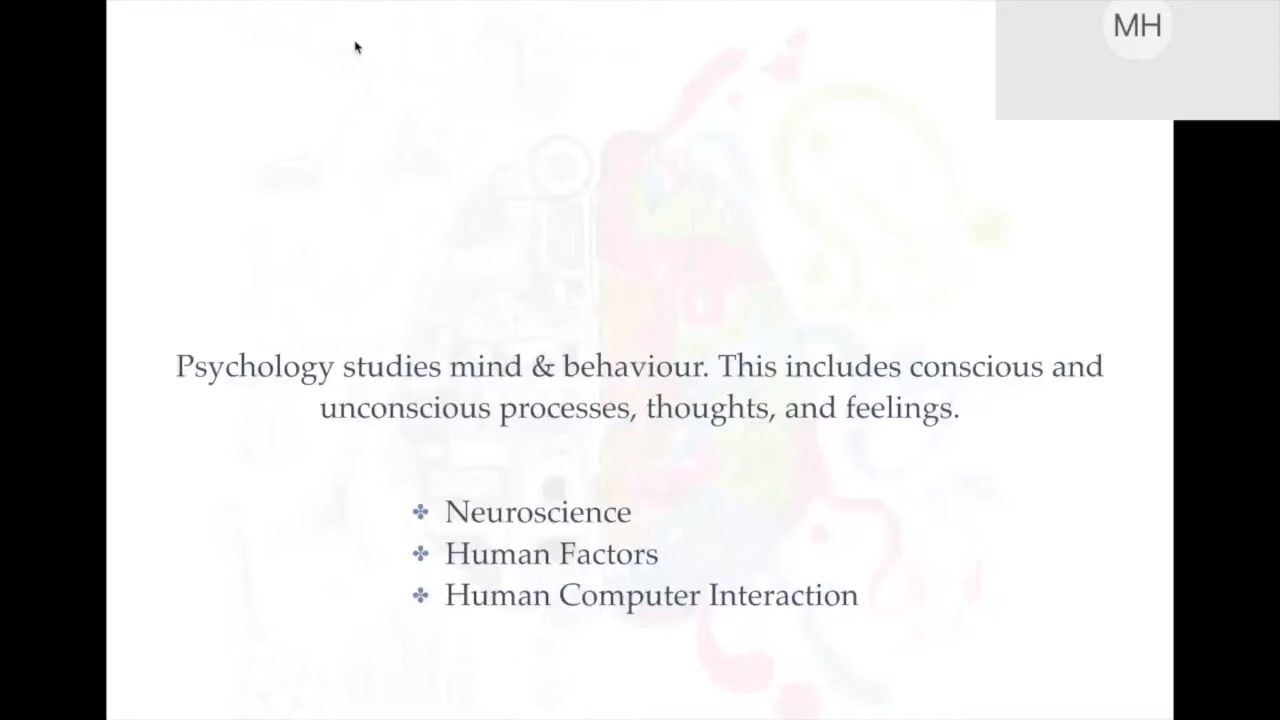 MH
Psychology studies mind & behaviour. This includes conscious and
unconscious processes, thoughts, and feelings.
✤ Neuroscience
✤ Human Factors
✤ Human Computer Interaction